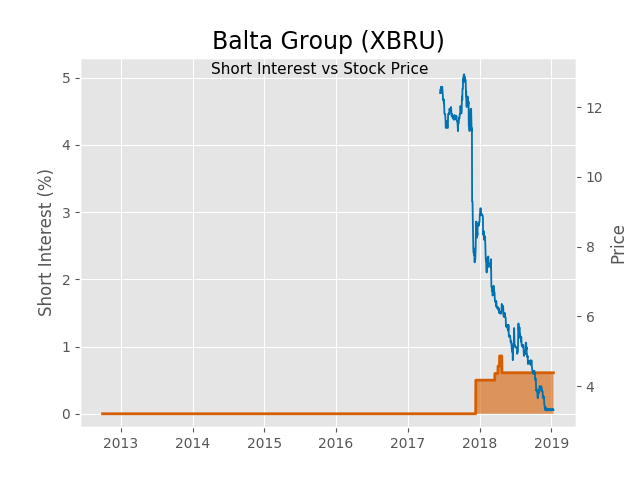 Balta Group (XBRU)
Short Interest vs Stock Price
Short Interest (%)
5
4
3
2
1
0
12
10
8
6
4
Price
2013 2014 2015 2016 2017 2018 2019